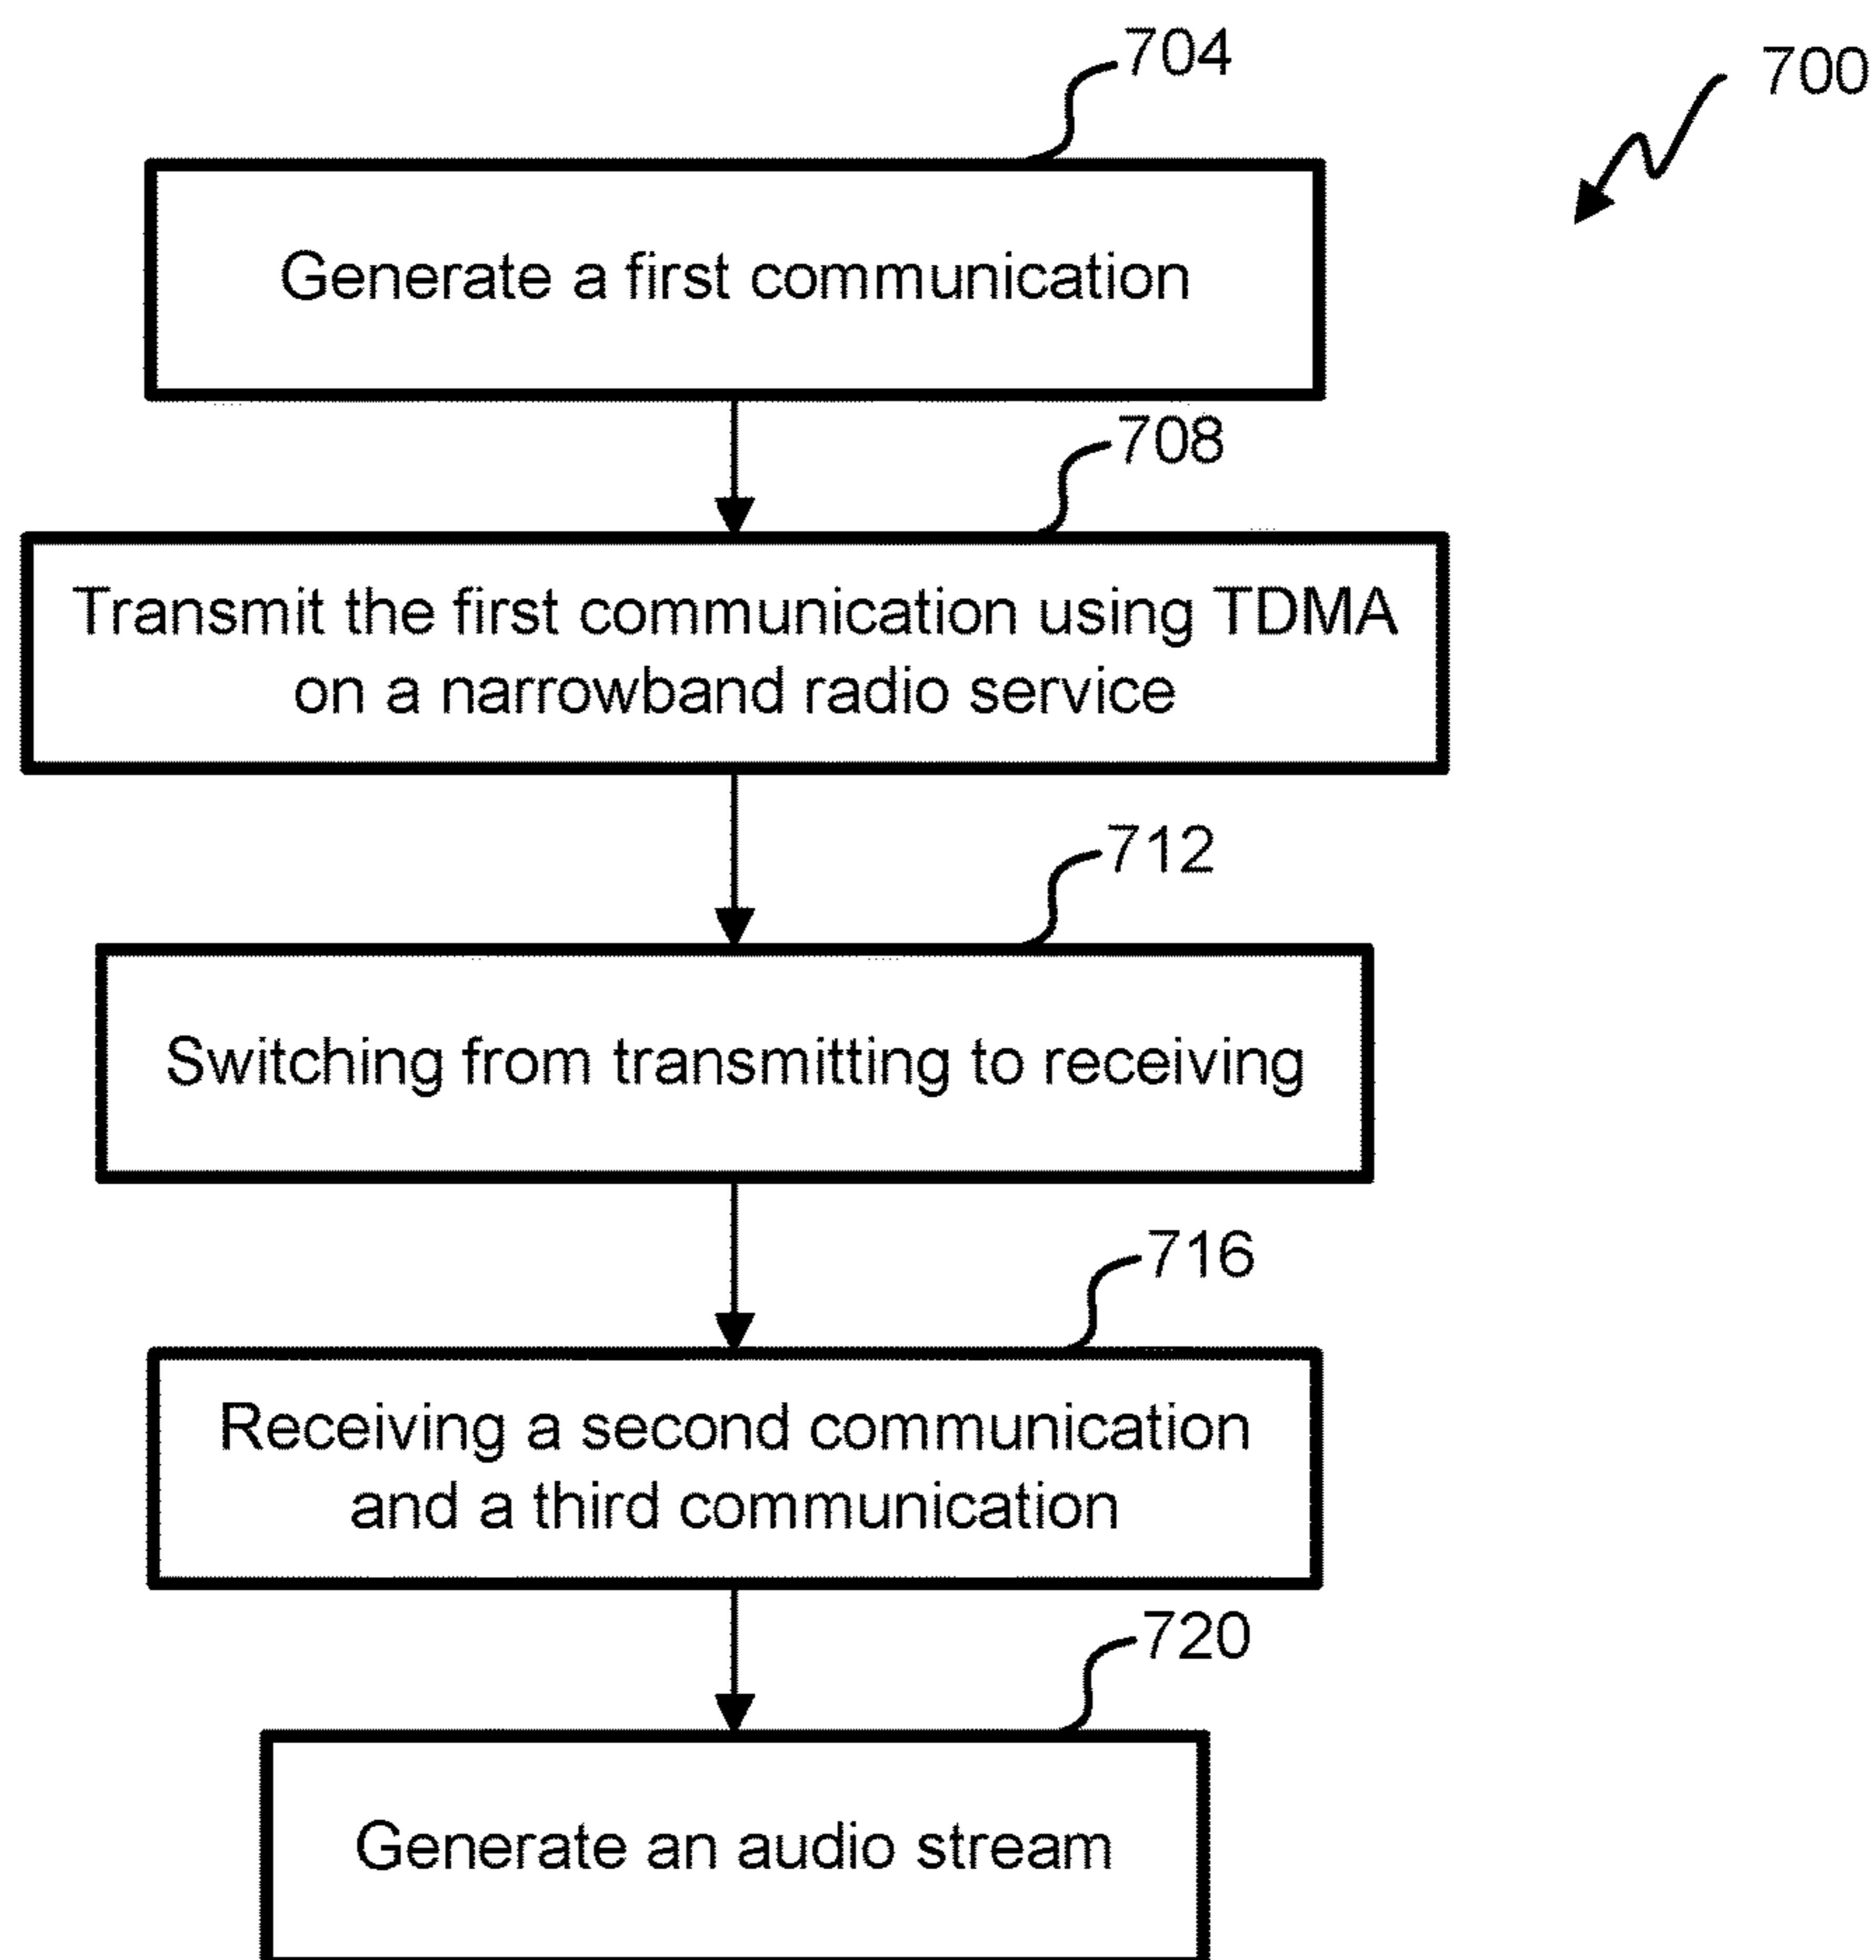 704
700
Generate a first communication
708
Transmit the first communication using TDMA
on a narrowband radio service
712
Switching from transmitting to receiving
716
Receiving a second communication
and a third communication
720
Generate an audio stream